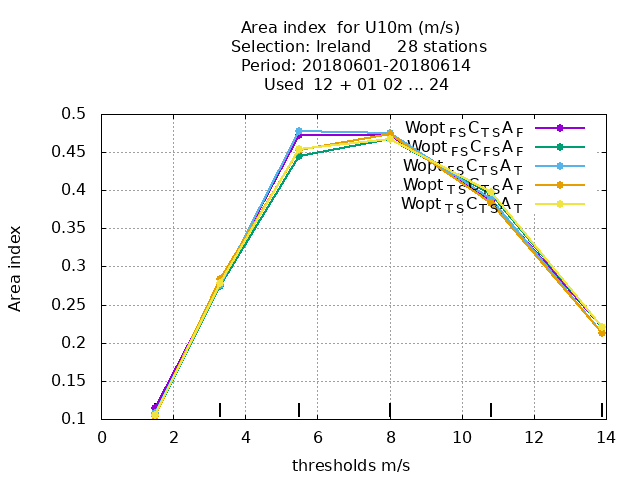 Area index  for U10m (m/s)
Selection: Ireland     28 stations
Period: 20180601-20180614
Used  12 + 01 02 ... 24
Wopt FS C TS A F
Wopt FS C FS A F
Wopt FS C TS A T
Wopt TS C TS A F
Wopt TS C TS A T
0.5
0.45
0.4
0.35
0.3
0.25
0.2
0.15
0.1
Area index
0 2 4 6 8 10 12 14
thresholds m/s